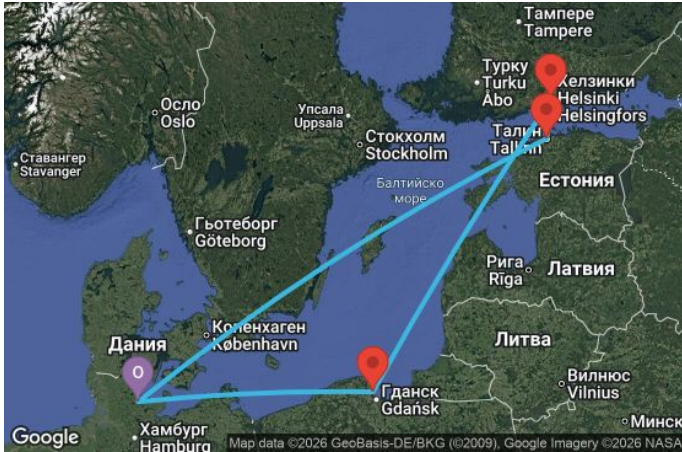 Тампере
Tampere
Турку
Turku
Åbo
Хелзинки
Helsinki
Helsingfors
Осло
Oslo
Упсала
Uppsala
Стокхолм
Stockholm
Талин
Tallinn
Ставангер
Stavanger
Балтийско
море
Естония
Гьотеборг
Göteborg
Рига
Rīga
Латвия
Дания
Копенхаген
København
Литва
Вилнюс
Vilnius
O
Гданск
Gdańsk
Минск
Хамбург
Hamburg
Google
Map data ©2026 GeoBasis-DE/BKG (©2009), Google Imagery ©2026 NASA